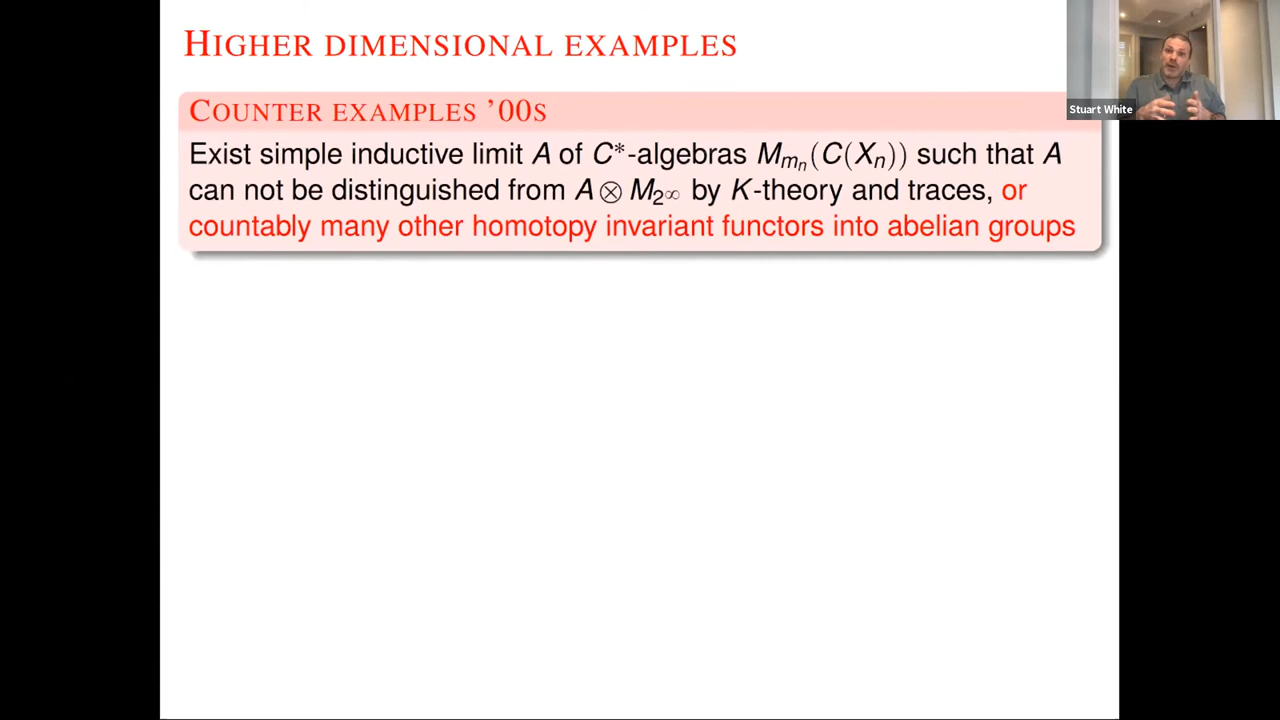 HIGHER DIMENSIONAL EXAMPLES
COUNTER EXAMPLES '00S
Exist simple inductive limit A of C*-algebras M_{m_n}(C(X_n)) such that A
can not be distinguished from A ⊗ M_{2^∞} by K-theory and traces, or
countably many other homotopy invariant functors into abelian groups
Stuart White